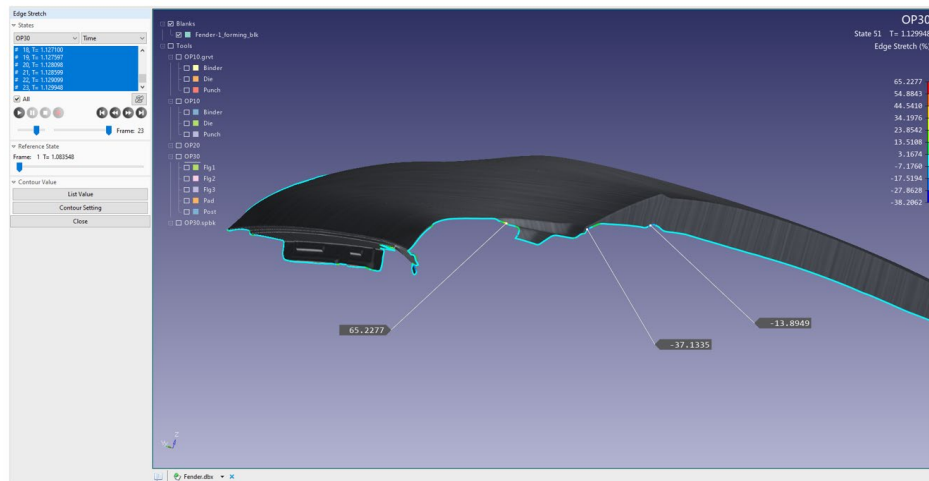 Edge Stretch
States
OP30 Time
# 18, T= 1.127100
# 19, T= 1.127597
# 20, T= 1.128098
# 21, T= 1.128599
# 22, T= 1.129099
# 23, T= 1.129948
All
Frame: 23
Reference State
Frame: 1 T= 1.083548
Contour Value
List Value
Contour Setting
Close
Blanks
Fender-1_forming_blk
Tools
OP10.grvt
Binder
Die
Punch
OP10
Binder
Die
Punch
OP20
OP30
Flg1
Flg2
Flg3
Pad
Post
OP30.spbk
OP30
State 51 T= 1.129948
Edge Stretch (%)
65.2277
54.8843
44.5410
34.1976
23.8542
13.5108
3.1674
-7.1760
-17.5194
-27.8628
-38.2062
65.2277
-37.1335
-13.8949
Z
Fender.dbx